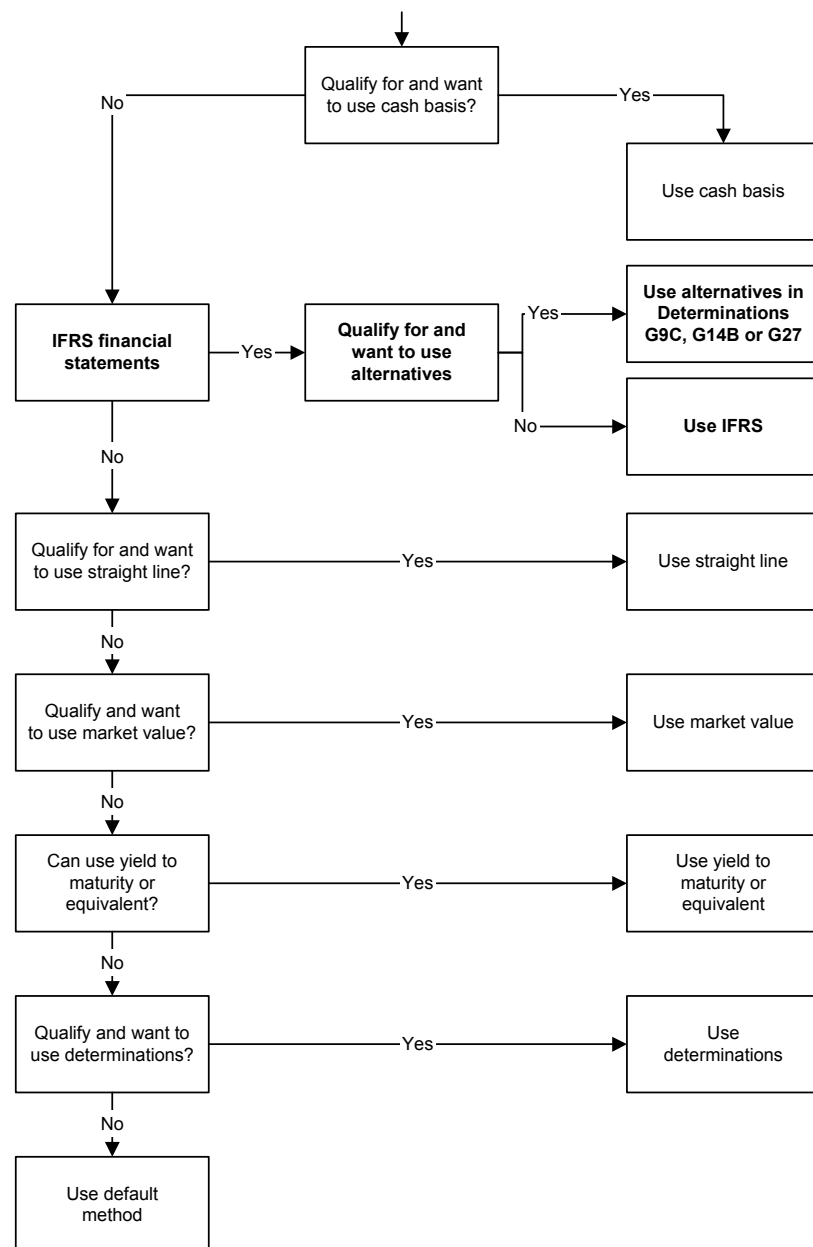 Qualify for and want
to use cash basis?
No
Yes
Use cash basis
IFRS financial
statements
Yes
Qualify for and
want to use
alternatives
Yes
Use alternatives in
Determinations
G9C, G14B or G27
No
Use IFRS
No
Qualify for and want
to use straight line?
Yes
Use straight line
No
Qualify and want
to use market value?
Yes
Use market value
No
Can use yield to
maturity or
equivalent?
Yes
Use yield to
maturity or
equivalent
No
Qualify and want to
use determinations?
Yes
Use
determinations
No
Use default
method